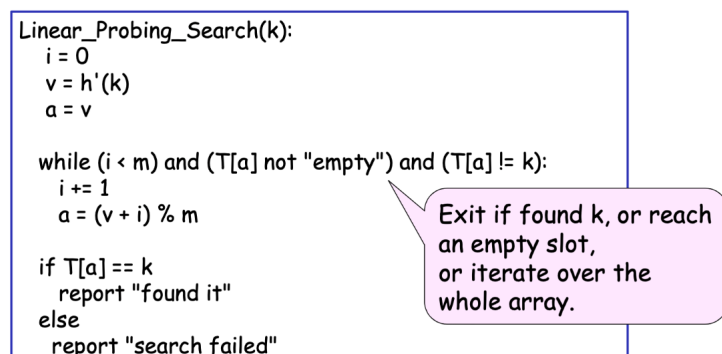 Linear_Probing_Search(k):
i = 0
v = h'(k)
a = v
while (i < m) and (T[a] not "empty") and (T[a] != k):
i += 1
a = (v + i) % m
if T[a] == k
report "found it"
else
report "search failed"
Exit if found k, or reach
an empty slot,
or iterate over the
whole array.